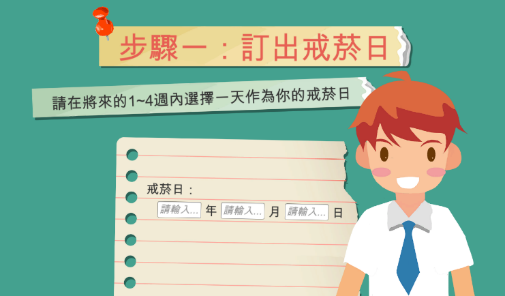 步驟一：訂出戒菸日
請在將來的1~4週內選擇一天作為你的戒菸日
戒菸日：
請輸入... 年 請輸入... 月 請輸入... 日